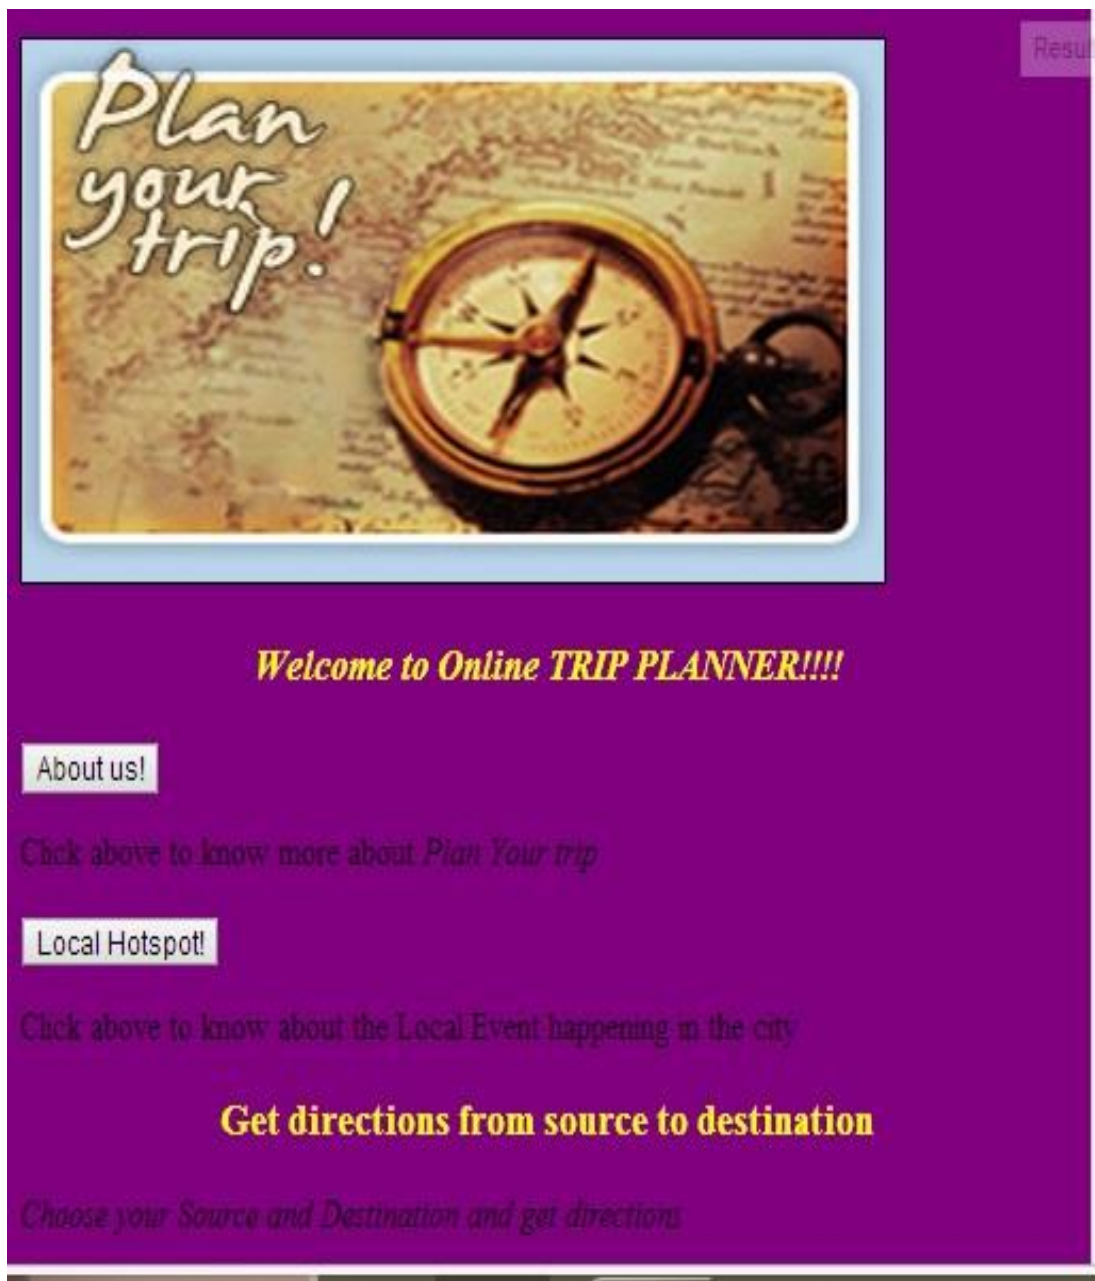 Plan
your
trip!
Welcome to Online TRIP PLANNER!!!!
About us!
Click above to know more about Plan Your trip
Local Hotspot!
Click above to know about the Local Event happening in the city
Get directions from source to destination
Choose your Source and Destination and get directions